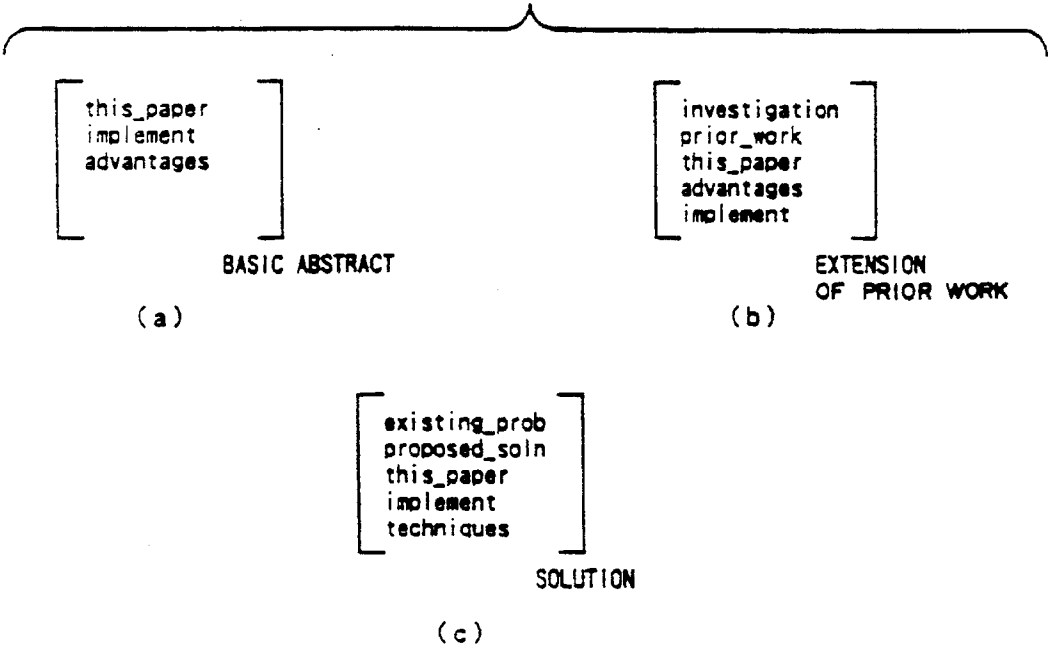 this_paper
implement
advantages
BASIC ABSTRACT
(a)
investigation
prior_work
this_paper
advantages
implement
EXTENSION
OF PRIOR WORK
(b)
existing_prob
proposed_soln
this_paper
implement
techniques
SOLUTION
(c)